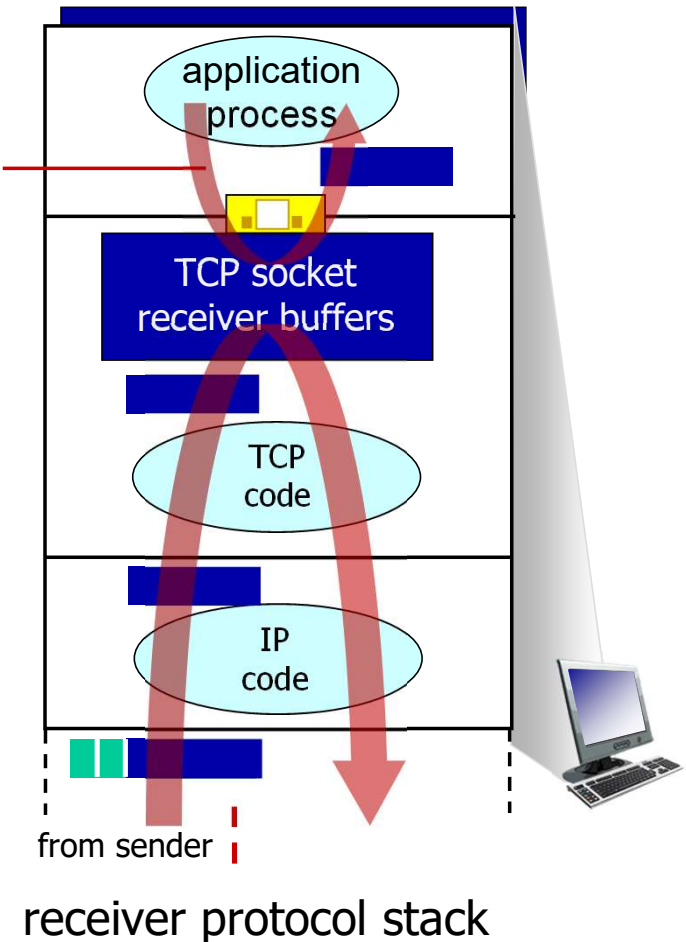 application
process
TCP socket
receiver buffers
TCP
code
IP
code
from sender
receiver protocol stack